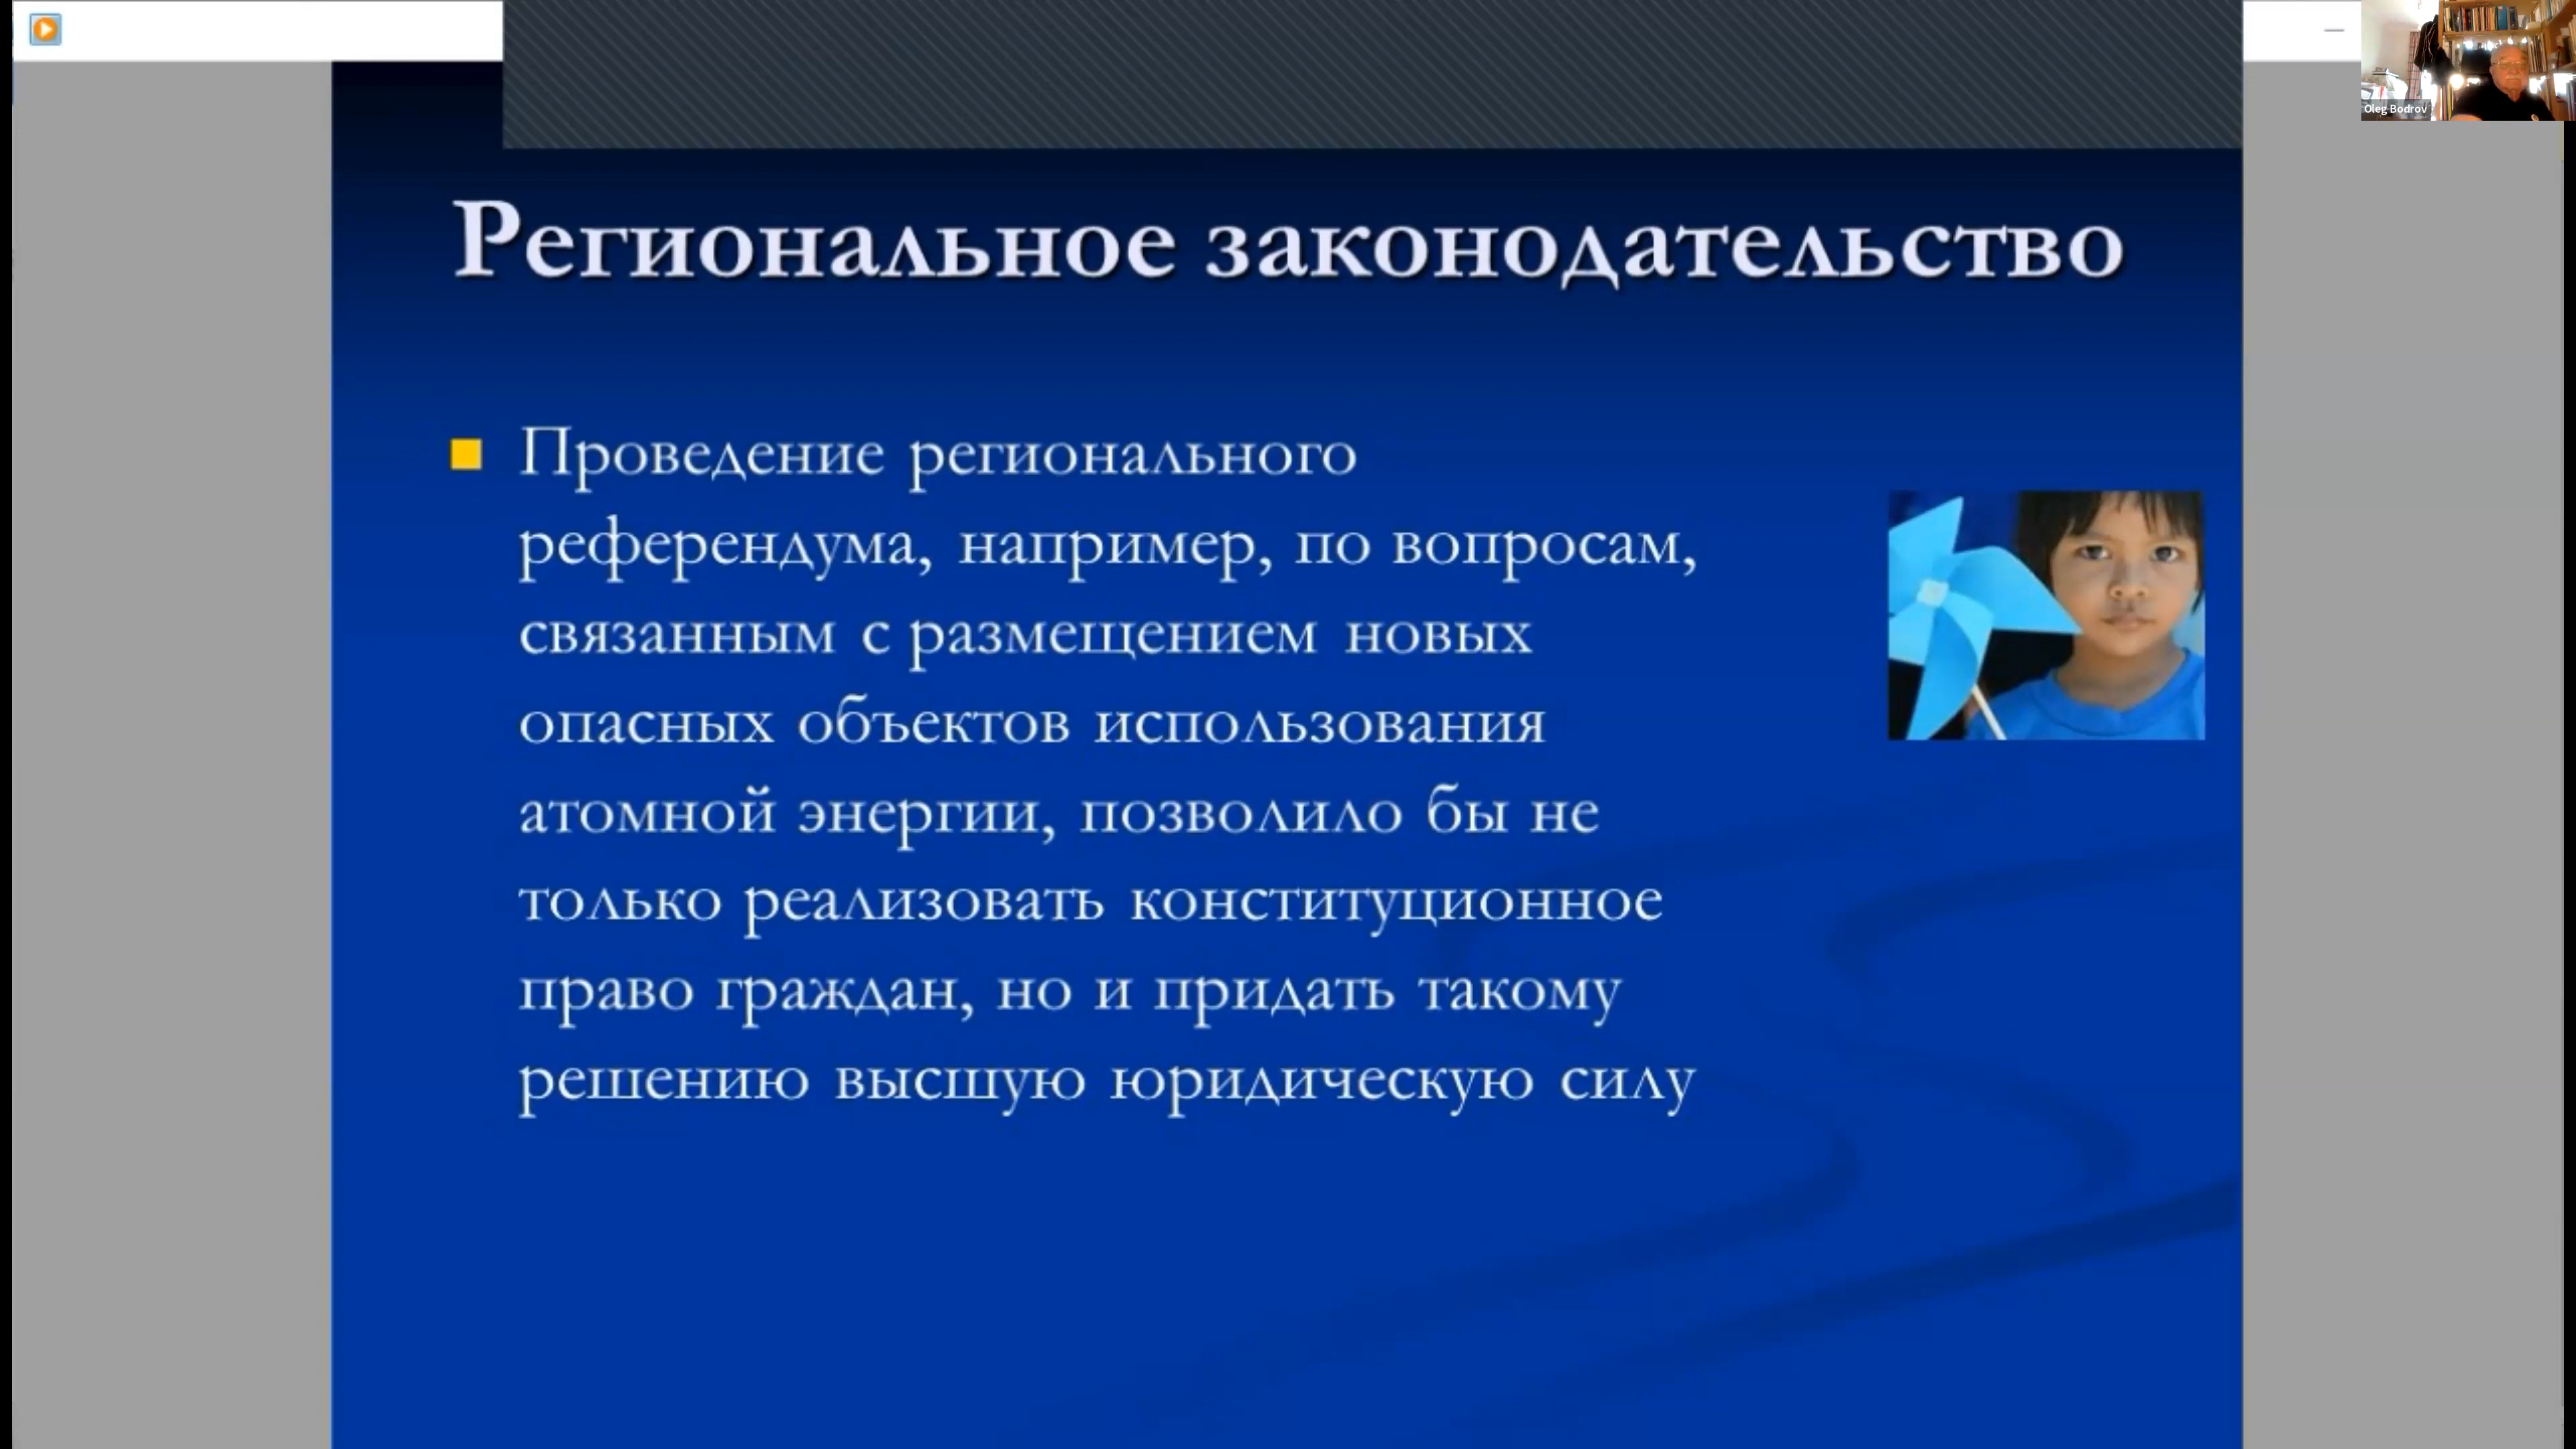 Oleg Bodrov
Региональное законодательство
Проведение регионального
референдума, например, по вопросам,
связанным с размещением новых
опасных объектов использования
атомной энергии, позволило бы не
только реализовать конституционное
право граждан, но и придать такому
решению высшую юридическую силу